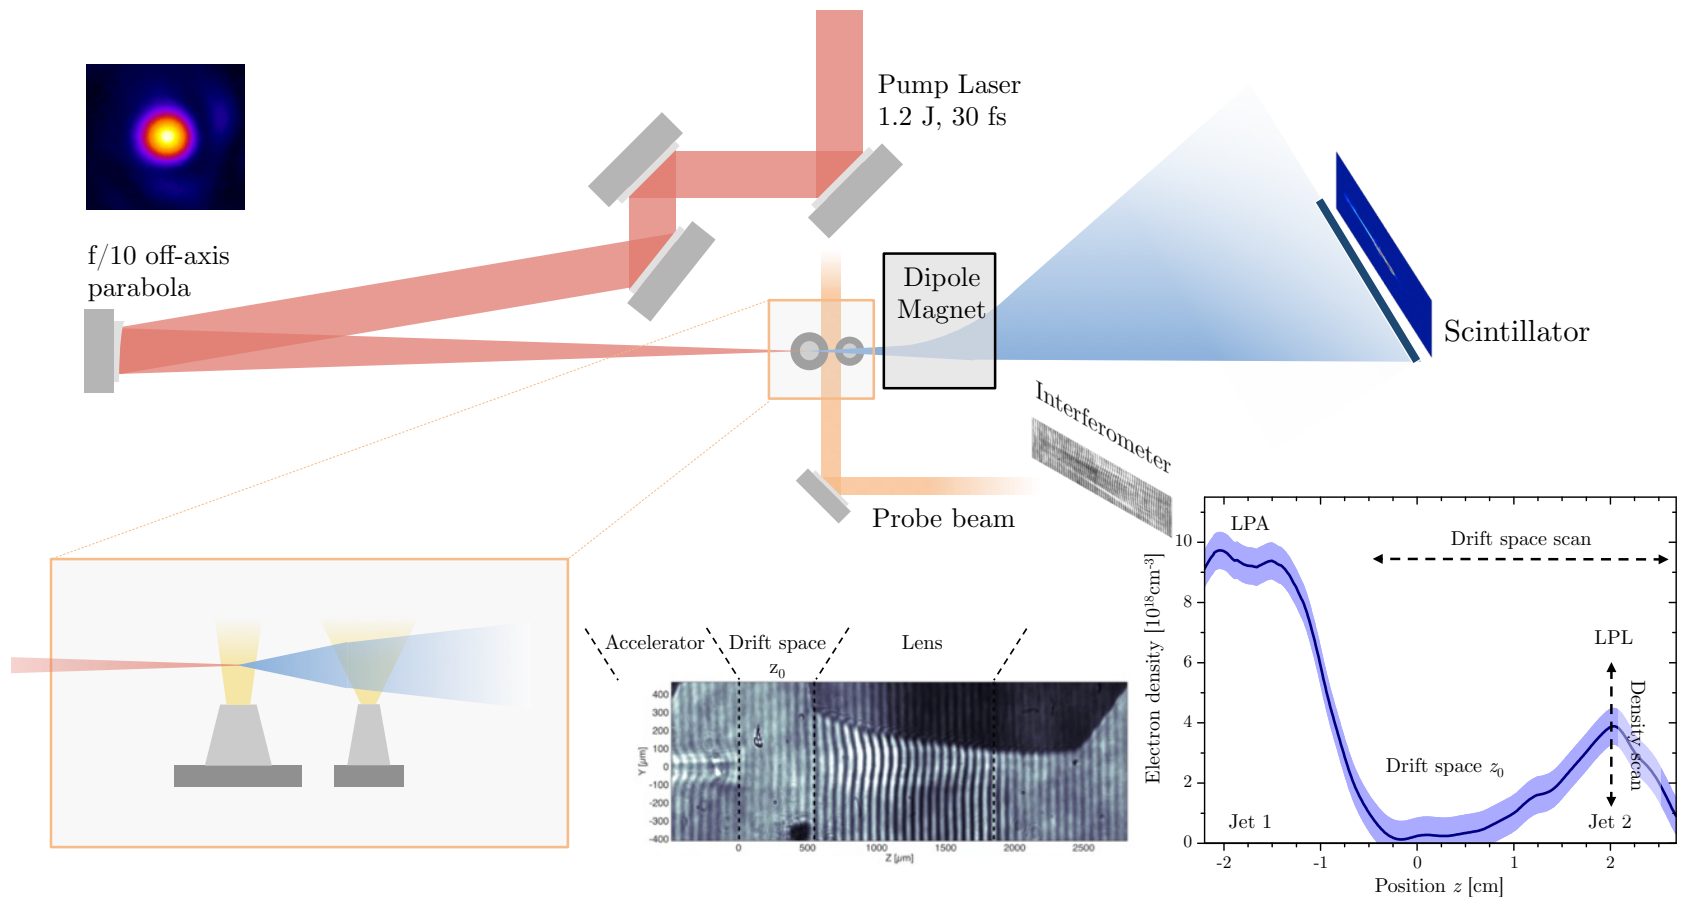 Pump Laser
1.2 J, 30 fs
f/10 off-axis
parabola
Dipole
Magnet
Scintillator
Interferometer
Probe beam
Accelerator
Drift space
z₀
Lens
400
300
200
100
0
-100
-200
-300
-400
Y [µm]
0
500
1000
1500
2000
2500
Z [µm]
LPA
Drift space scan
LPL
Density scan
Drift space z₀
Jet 1
Jet 2
10
8
6
4
2
0
Electron density [10¹⁸cm⁻³]
-2
-1
0
1
2
Position z [cm]